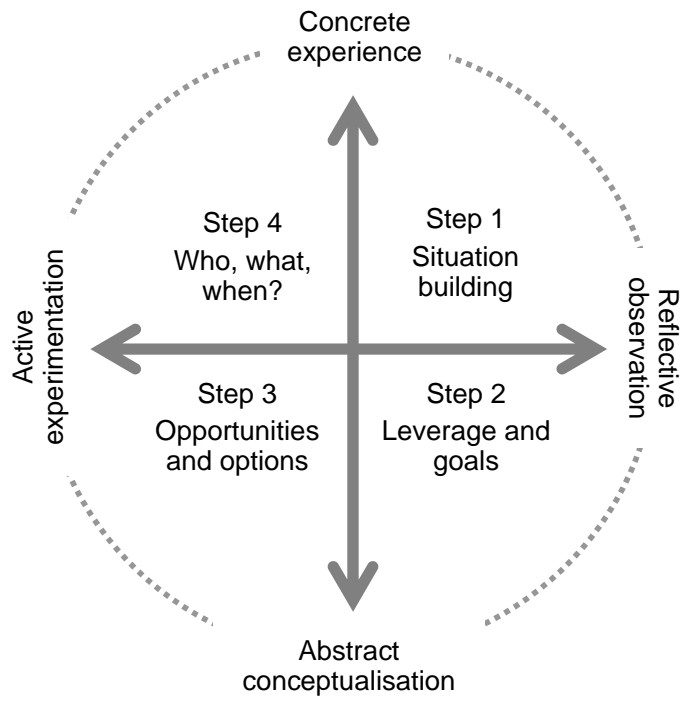 Concrete
experience
Step 4
Who, what,
when?
Step 1
Situation
building
Active
experimentation
Reflective
observation
Step 3
Opportunities
and options
Step 2
Leverage and
goals
Abstract
conceptualisation